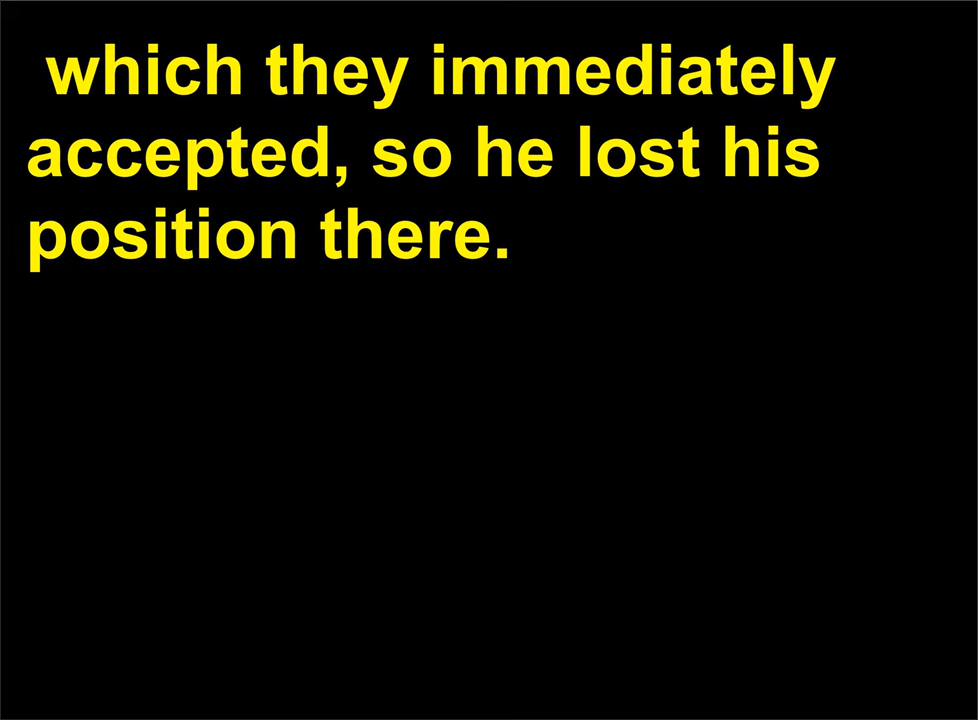 which they immediately
accepted, so he lost his
position there.